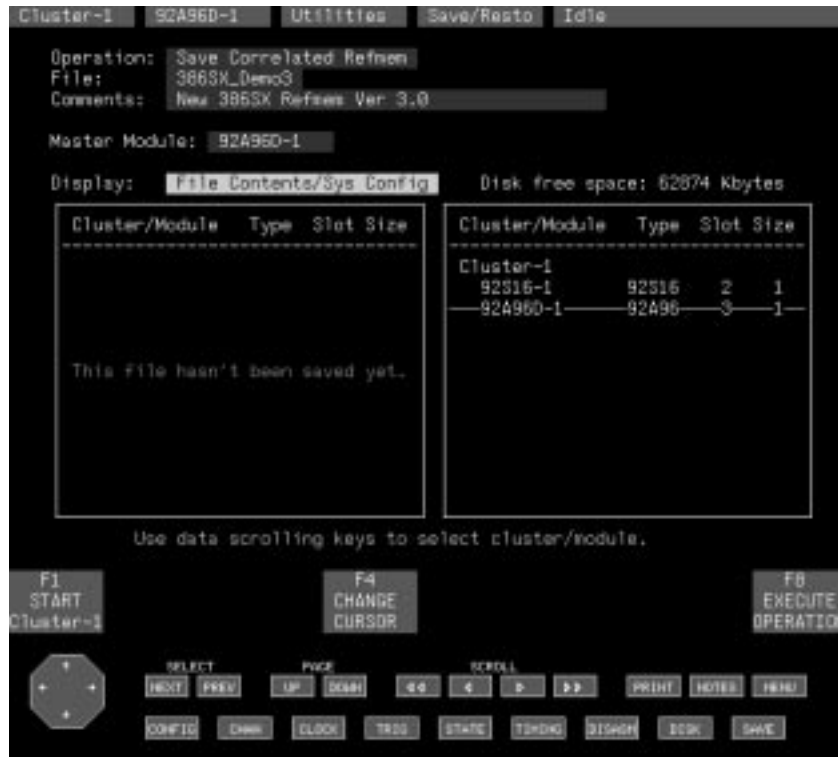 Cluster-1 92A96D-1 Utilities Save/Resto Idle
Operation: Save Correlated Refmem
File: 386SX_Demo3
Comments: New 386SX Refmem Ver 3.0
Master Module: 92A96D-1
Display: File Contents/Sys Config Disk free space: 62874 Kbytes
Cluster/Module Type Slot Size Cluster/Module Type Slot Size
Cluster-1
92S16-1 92S16 2 1
92A96D-1 92A96 3 1
This file hasn't been saved yet.
Use data scrolling keys to select cluster/module.
F1 F4 F8
START CHANGE EXECUTE
Cluster-1 CURSOR OPERATIO
SELECT PAGE SCROLL
NEXT PREV UP DOWN PRINT NOTES MENU
CONFIG CHAN CLOCK TRIG STATE TIMING DISASM DISK SAVE